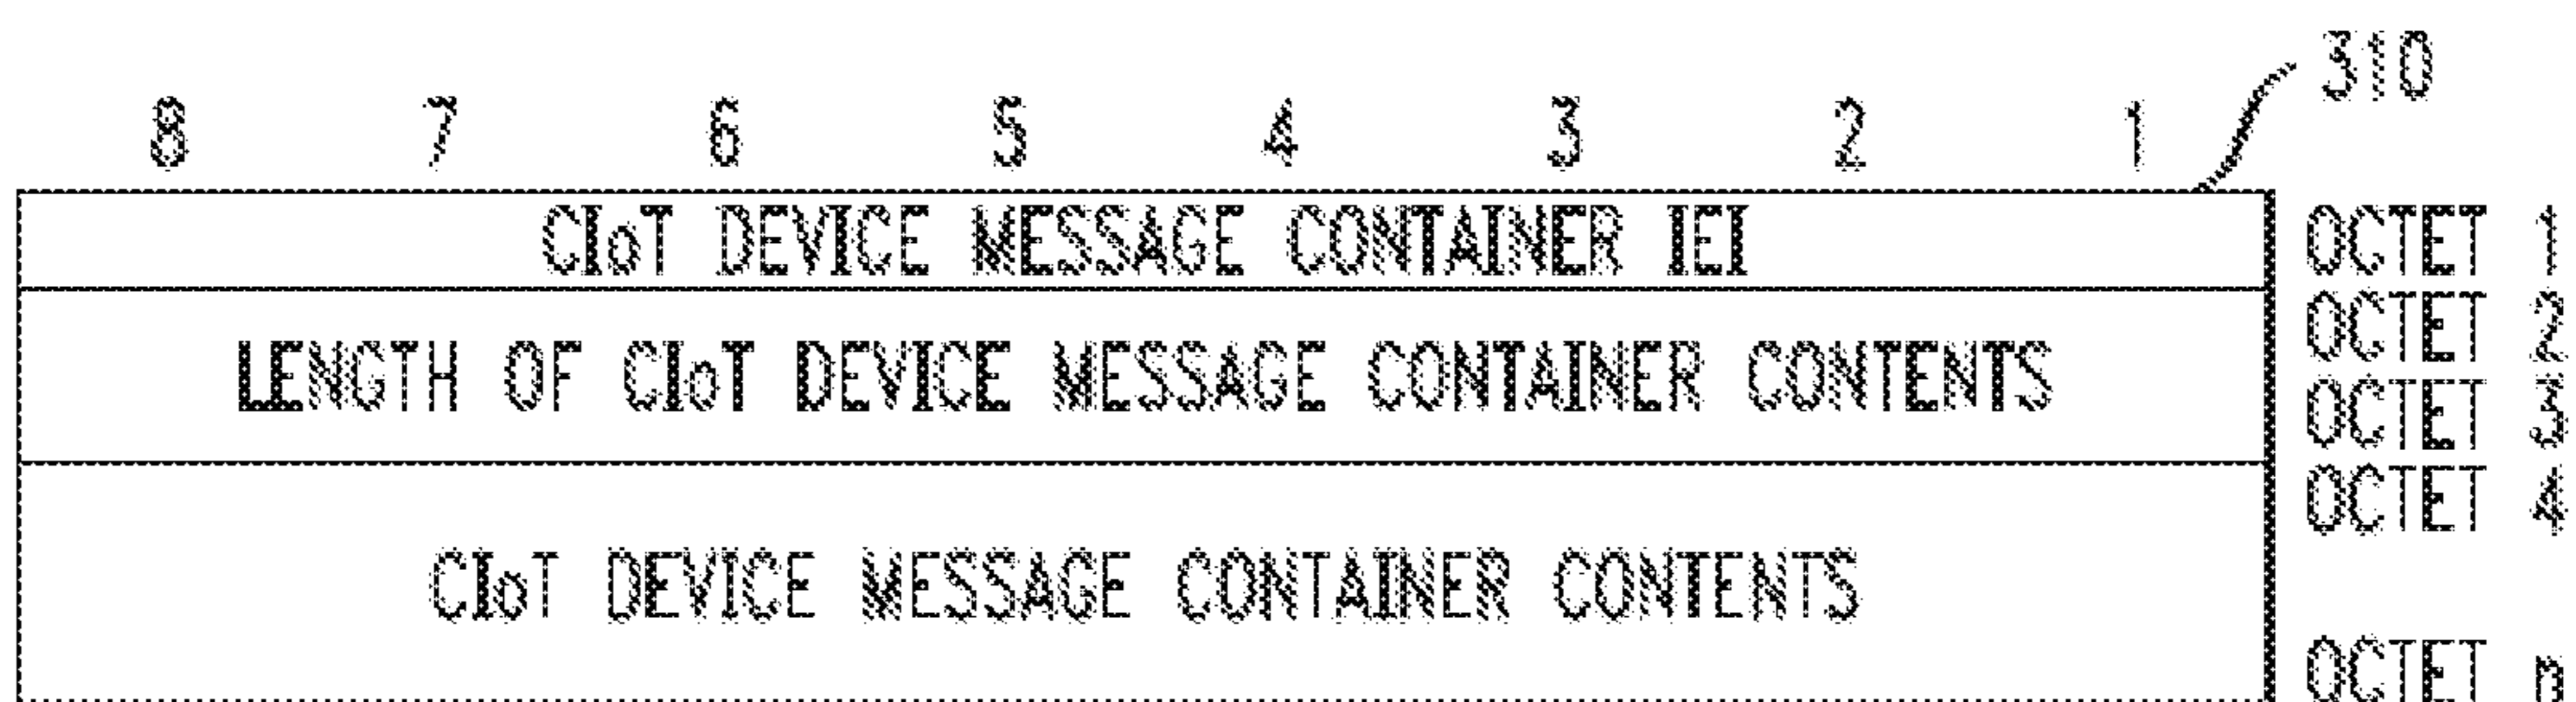 310
8 7 6 5 4 3 2 1
CIoT DEVICE MESSAGE CONTAINER IEI OCTET 1
OCTET 2
LENGTH OF CIoT DEVICE MESSAGE CONTAINER CONTENTS
OCTET 3
OCTET 4
CIoT DEVICE MESSAGE CONTAINER CONTENTS
OCTET n